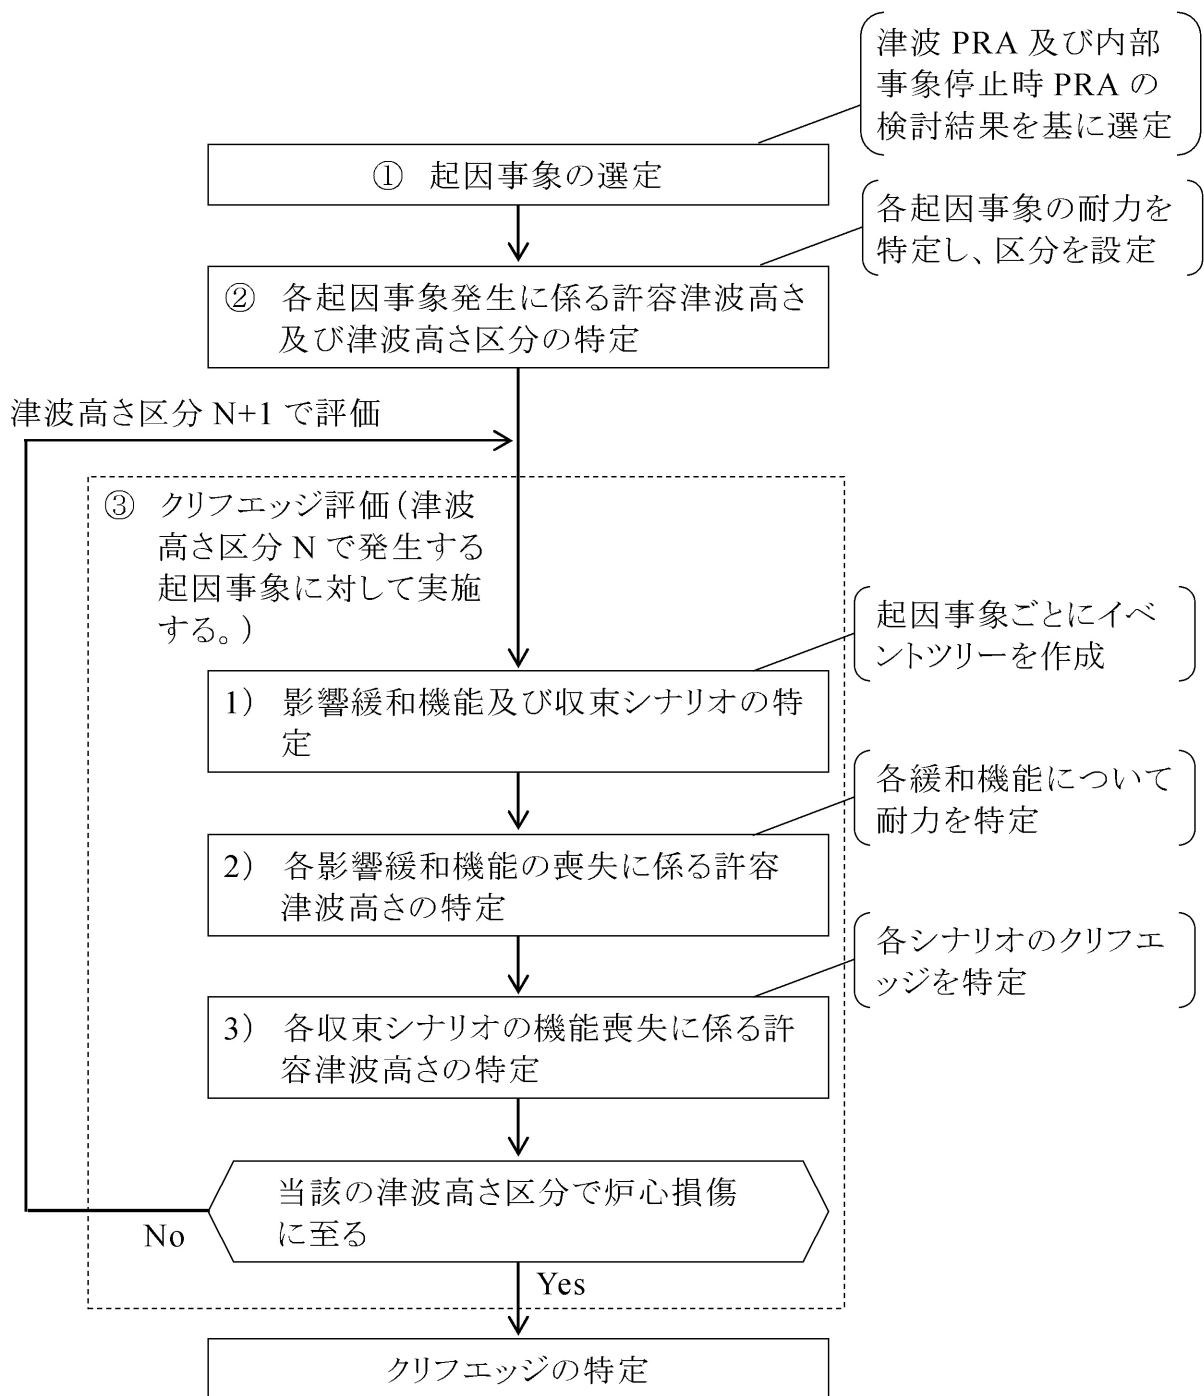 津波 PRA 及び内部
事象停止時 PRA の
検討結果を基に選定
① 起因事象の選定
各起因事象の耐力を
特定し、区分を設定
② 各起因事象発生に係る許容津波高さ
及び津波高さ区分の特定
津波高さ区分 N+1 で評価
③ クリフエッジ評価(津波
高さ区分 N で発生する
起因事象に対して実施
する。)
起因事象ごとにイベ
ントツリーを作成
1) 影響緩和機能及び収束シナリオの特
定
各緩和機能について
耐力を特定
2) 各影響緩和機能の喪失に係る許容
津波高さの特定
各シナリオのクリフエ
ッジを特定
3) 各収束シナリオの機能喪失に係る許
容津波高さの特定
当該の津波高さ区分で炉心損傷
に至る
No
Yes
クリフエッジの特定